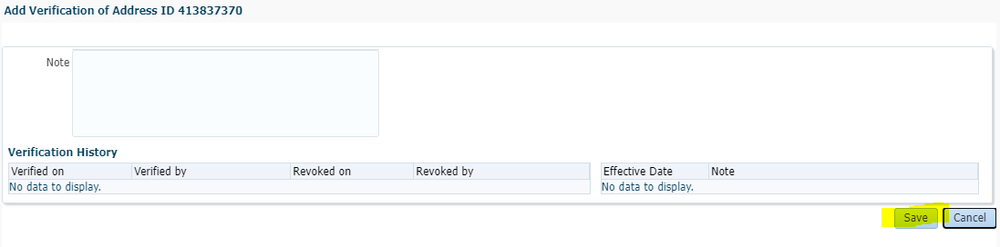 Add Verification of Address ID 413837370
Note
Verification History
Verified on Verified by Revoked on Revoked by Effective Date Note
No data to display. No data to display.
Save Cancel